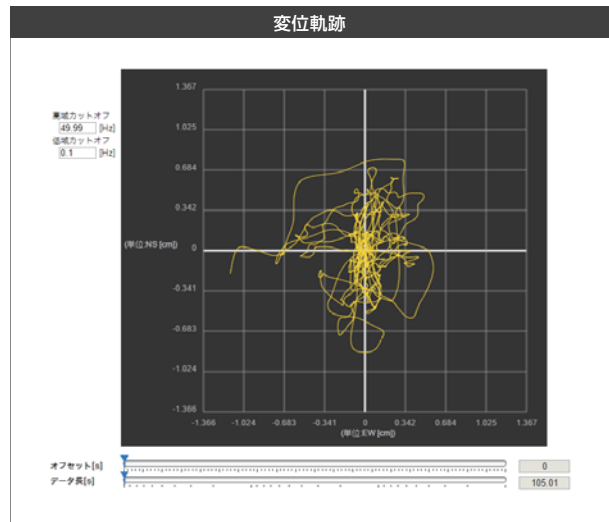 変位軌跡
高域カットオフ
49.99 [Hz]
低域カットオフ
0.1 [Hz]
1.367
1.025
0.684
0.342
(単位:NS [cm])
0
-0.341
-0.683
-1.024
-1.366
-1.366 -1.024 -0.683 -0.341 0 0.342 0.684 1.025 1.367
(単位:EW [cm])
オフセット[s] 0
データ長[s] 105.01